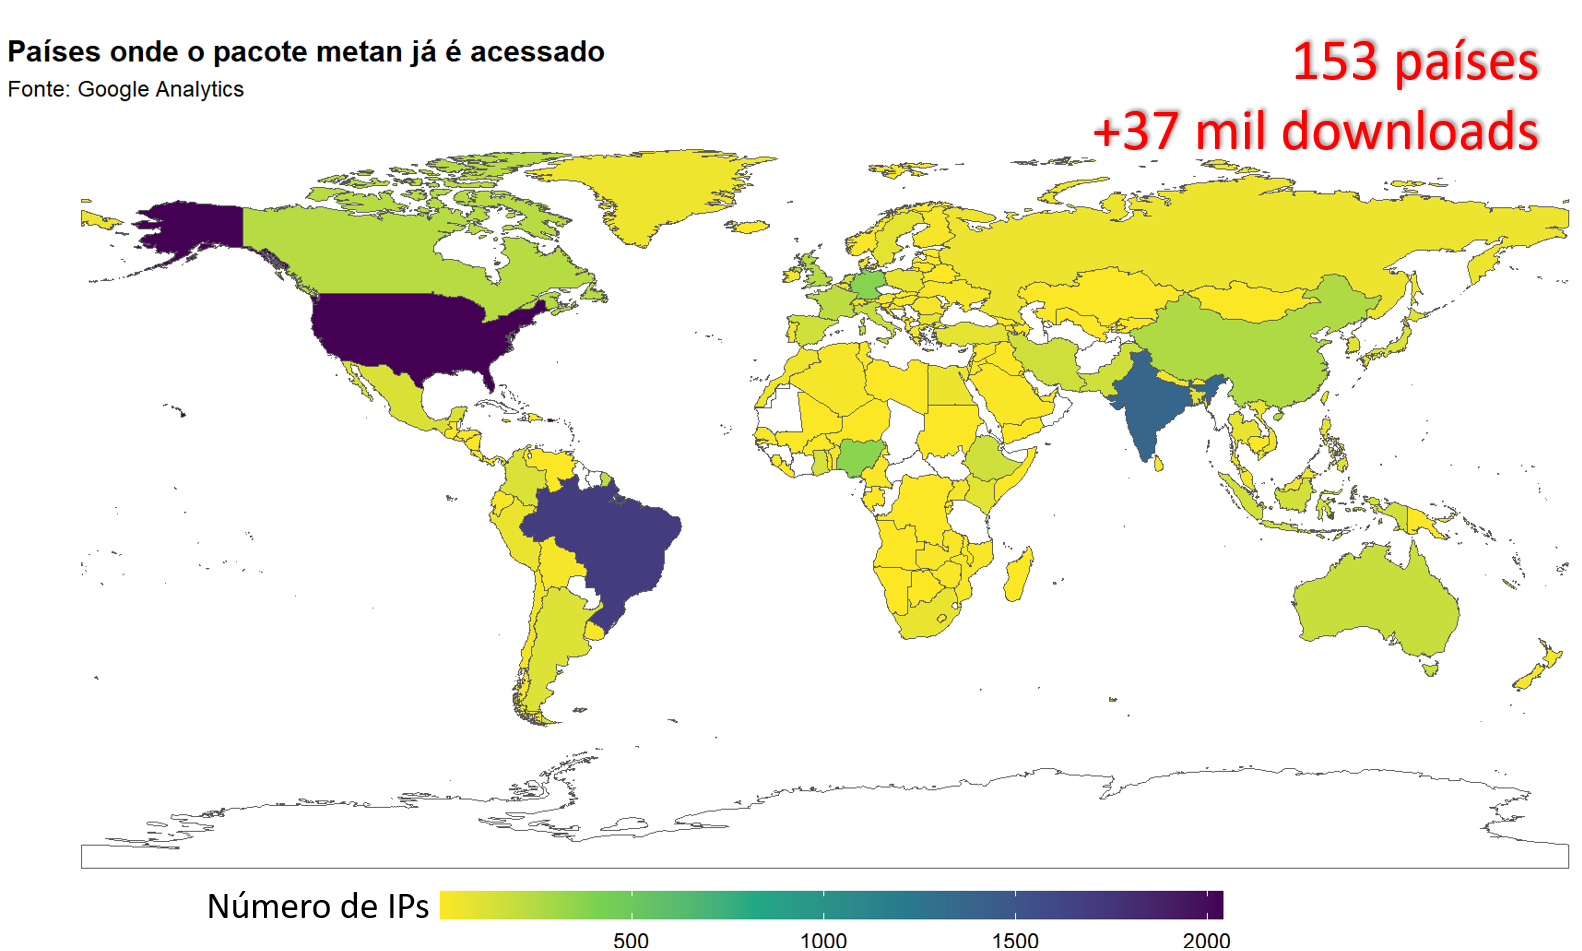 Países onde o pacote metan já é acessado
Fonte: Google Analytics
153 países
+37 mil downloads
Número de IPs
500 1000 1500 2000